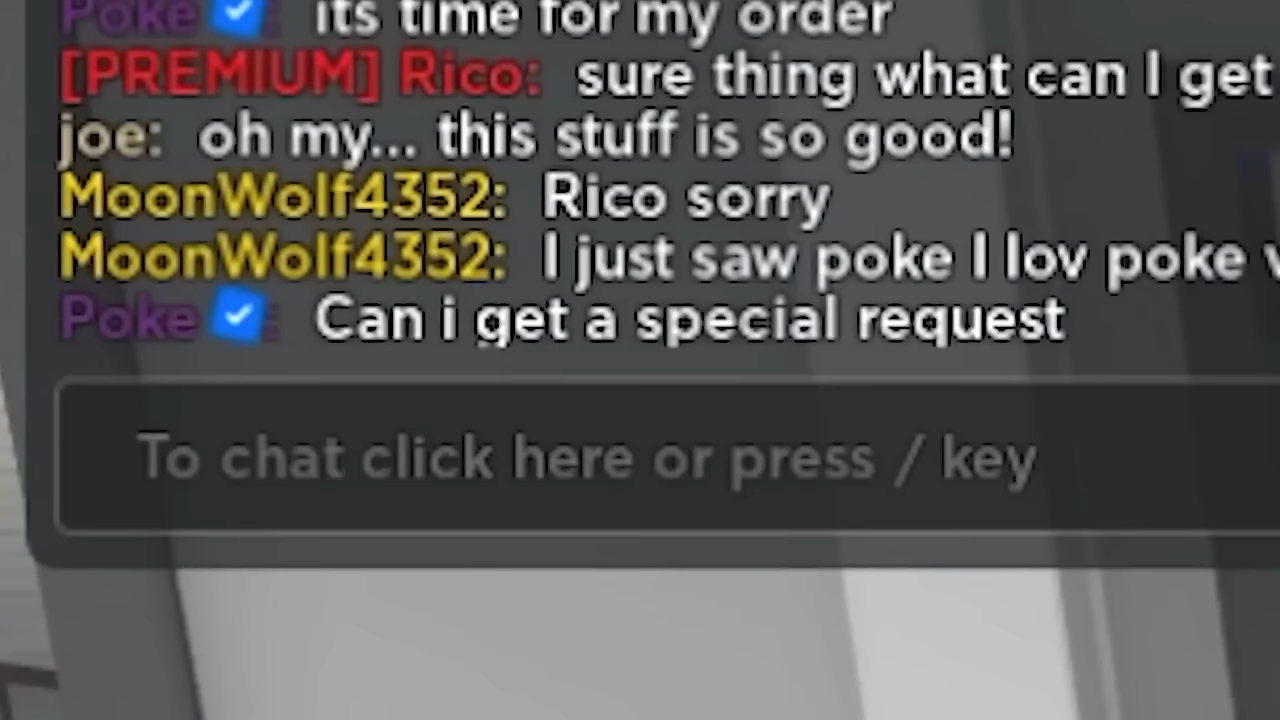 Poke: its time for my order
[PREMIUM] Rico: sure thing what can I get
joe: oh my... this stuff is so good!
MoonWolf4352: Rico sorry
MoonWolf4352: I just saw poke I lov poke
Poke: Can i get a special request
To chat click here or press / key